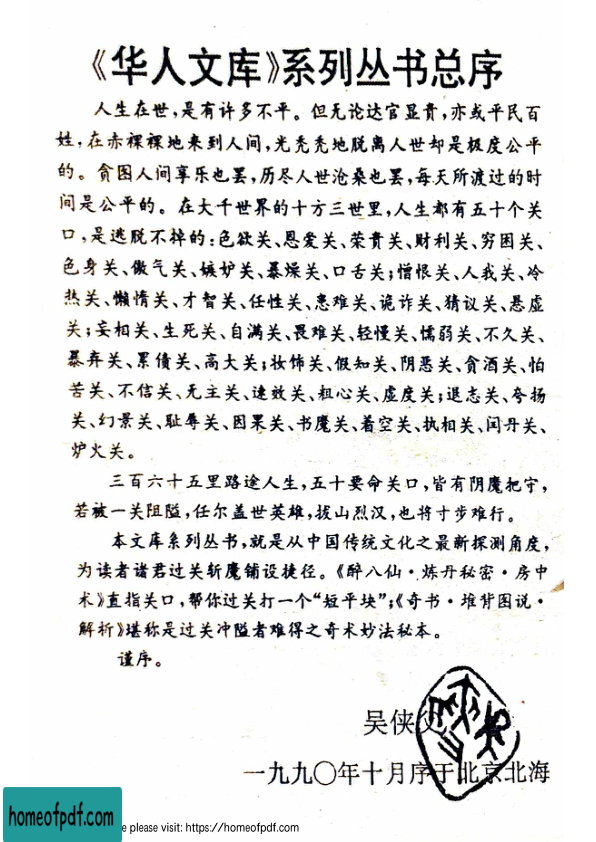 《华人文库》系列丛书总序
人生在世，是有许多不平。但无论达官显贵，亦或平民百
姓，在赤裸裸地来到人间，光秃秃地脱离人世却是极度公平
的。贪图人间享乐也罢，历尽人世沧桑也罢，每天所渡过的时
间是公平的。在大千世界的十方三世里，人生都有五十个关
口，是逃脱不掉的：色欲关、恩爱关、荣贵关、财利关、穷困关、
色身关、傲气关、嫉妒关、暴燥关、口舌关；憎恨关、人我关、冷
热关、懒惰关、才智关、任性关、患难关、诡诈关、猜议关、悬虚
关；妄相关、生死关、自满关、畏难关、轻慢关、懦弱关、不久关、
暴弃关、累债关、高大关；妆饰关、假知关、阴恶关、贪酒关、怕
苦关、不信关、无主关、速效关、粗心关、虚度关；退志关、夸扬
关、幻景关、耻辱关、因果关、书魔关、着空关、执相关、闺丹关、
炉火关。
三百六十五里路途人生，五十要命关口，皆有阴魔把守，
若被一关阻隘，任尔盖世英雄，拔山烈汉，也将寸步难行。
本文库系列丛书，就是从中国传统文化之最新探测角度，
为读者诸君过关斩魔铺设捷径。《醉八仙·炼丹秘密·房中
术》直指关口，帮你过关打一个“短平块”；《奇书·堆背图说·
解析》堪称是过关冲隘者难得之奇术妙法秘本。
谨序。
吴侠
一九九〇年十月序于北京北海
homeofpdf.com
e please visit: https://homeofpdf.com